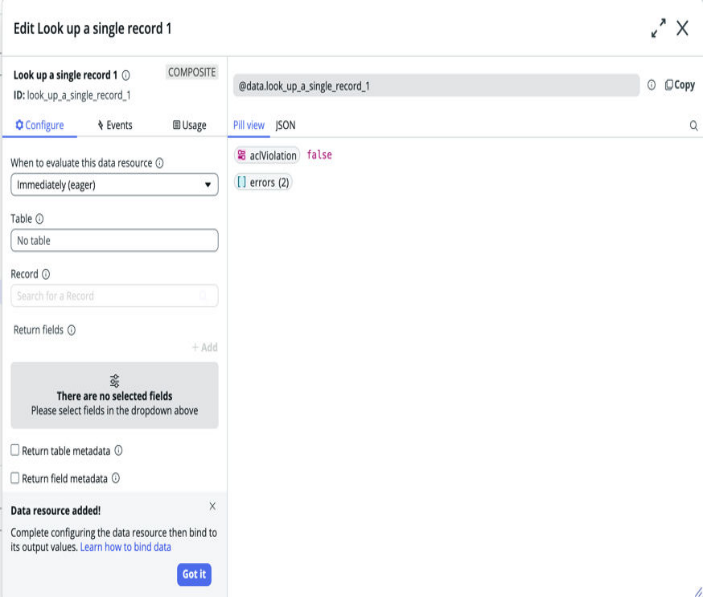 Edit Look up a single record 1
Look up a single record 1
COMPOSITE
ID: look_up_a_single_record_1
Configure
Events
Usage
When to evaluate this data resource
Immediately (eager)
Table
No table
Record
Search for a Record
Return fields
+ Add
There are no selected fields
Please select fields in the dropdown above
Return table metadata
Return field metadata
Data resource added!
Complete configuring the data resource then bind to
its output values. Learn how to bind data
Got it
@data.look_up_a_single_record_1
Copy
Pill view
JSON
aclViolation false
[ ] errors (2)